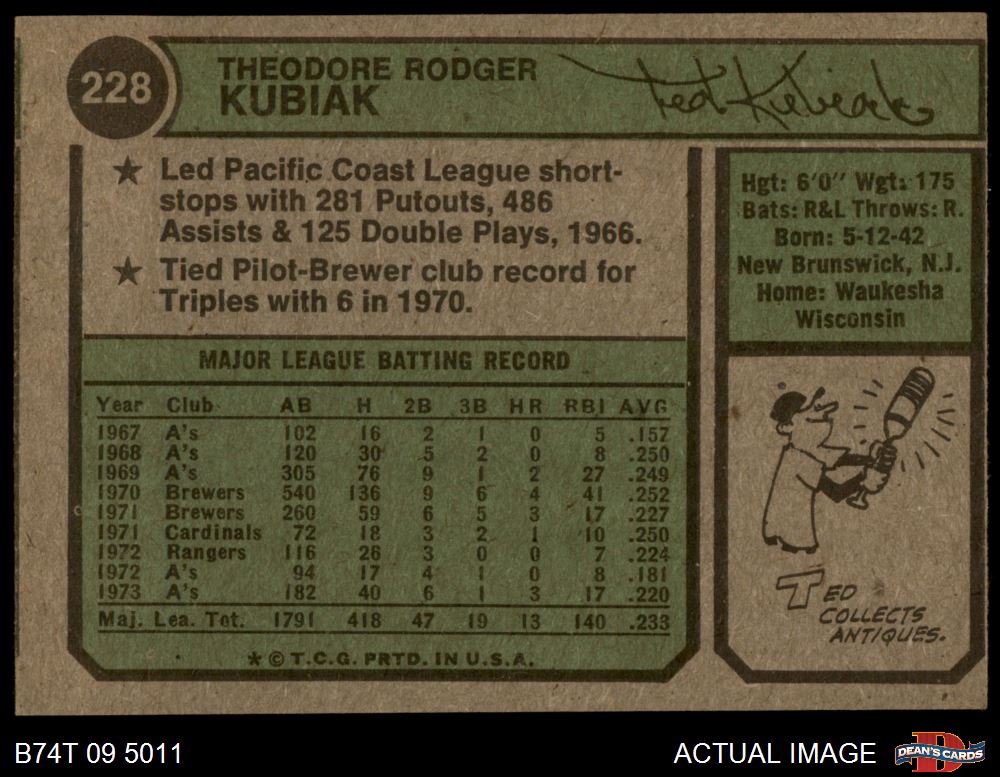 228
THEODORE RODGER
KUBIAK
Ted Kubiak
★ Led Pacific Coast League short-
stops with 281 Putouts, 486
Assists & 125 Double Plays, 1966.
★ Tied Pilot-Brewer club record for
Triples with 6 in 1970.
Hgt: 6'0" Wgt: 175
Bats: R&L Throws: R.
Born: 5-12-42
New Brunswick, N.J.
Home: Waukesha
Wisconsin
MAJOR LEAGUE BATTING RECORD
Year Club AB H 2B 3B HR RBI AVG
1967 A's 102 16 2 1 0 5 .157
1968 A's 120 30 5 2 0 8 .250
1969 A's 305 76 9 1 2 27 .249
1970 Brewers 540 136 9 6 4 41 .252
1971 Brewers 260 59 6 5 3 17 .227
1971 Cardinals 72 18 3 2 1 10 .250
1972 Rangers 116 26 3 0 0 7 .224
1972 A's 94 17 4 1 0 8 .181
1973 A's 182 40 6 1 3 17 .220
Maj. Lea. Tot. 1791 418 47 19 13 140 .233
* © T.C.G. PRTD. IN U.S.A.
TED
COLLECTS
ANTIQUES.
B74T 09 5011
ACTUAL IMAGE
D
DEAN'S CARDS